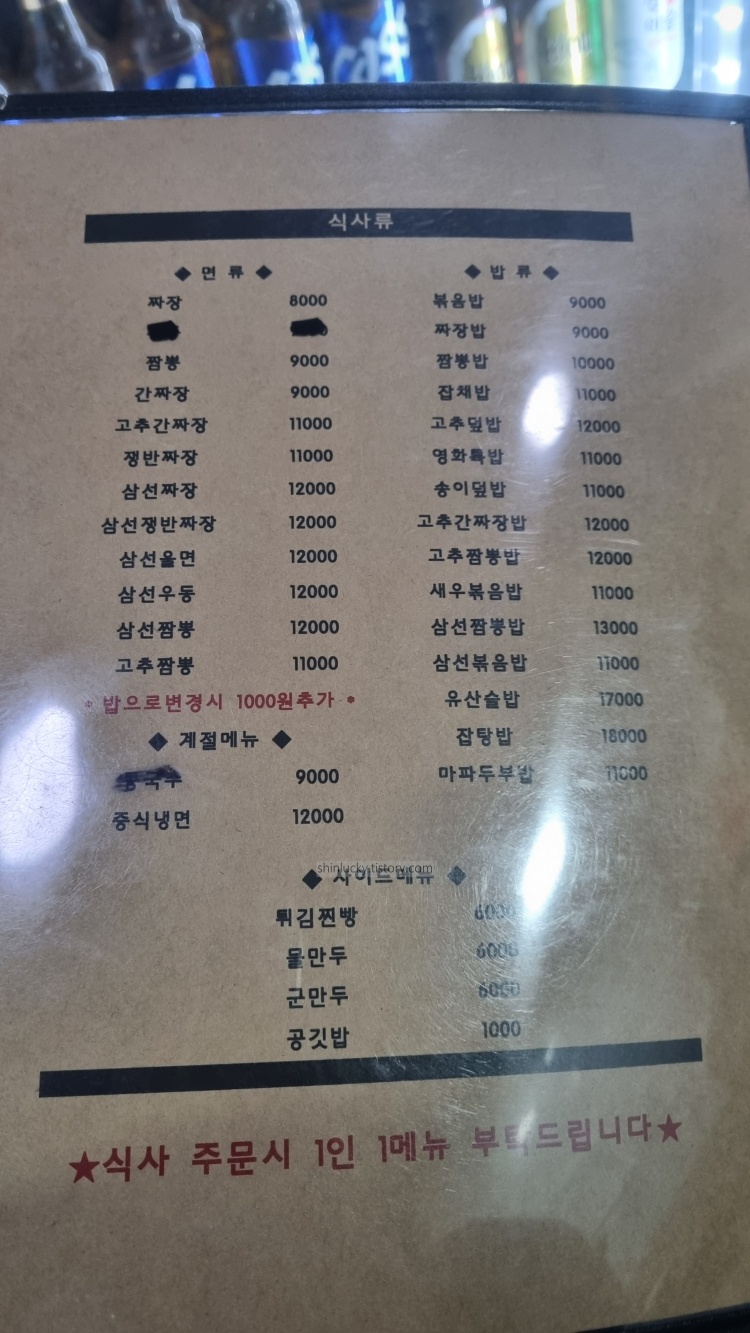 식사류
◆ 면 류 ◆
짜장 8000
짬뽕 9000
간짜장 9000
고추간짜장 11000
쟁반짜장 11000
삼선짜장 12000
삼선쟁반짜장 12000
삼선울면 12000
삼선우동 12000
삼선짬뽕 12000
고추짬뽕 11000
* 밥으로변경시 1000원추가 *
◆ 계절메뉴 ◆
9000
중식냉면 12000
◆ 밥 류 ◆
볶음밥 9000
짜장밥 9000
짬뽕밥 10000
잡채밥 11000
고추덮밥 12000
영화특밥 11000
송이덮밥 11000
고추간짜장밥 12000
고추짬뽕밥 12000
새우볶음밥 11000
삼선짬뽕밥 13000
삼선볶음밥 11000
유산슬밥 17000
잡탕밥 18000
마파두부밥 11000
shinlucky.tistory.com
◆ 사이드메뉴 ◆
튀김찐빵 6000
물만두 6000
군만두 6000
공깃밥 1000
★식사 주문시 1인 1메뉴 부탁드립니다★